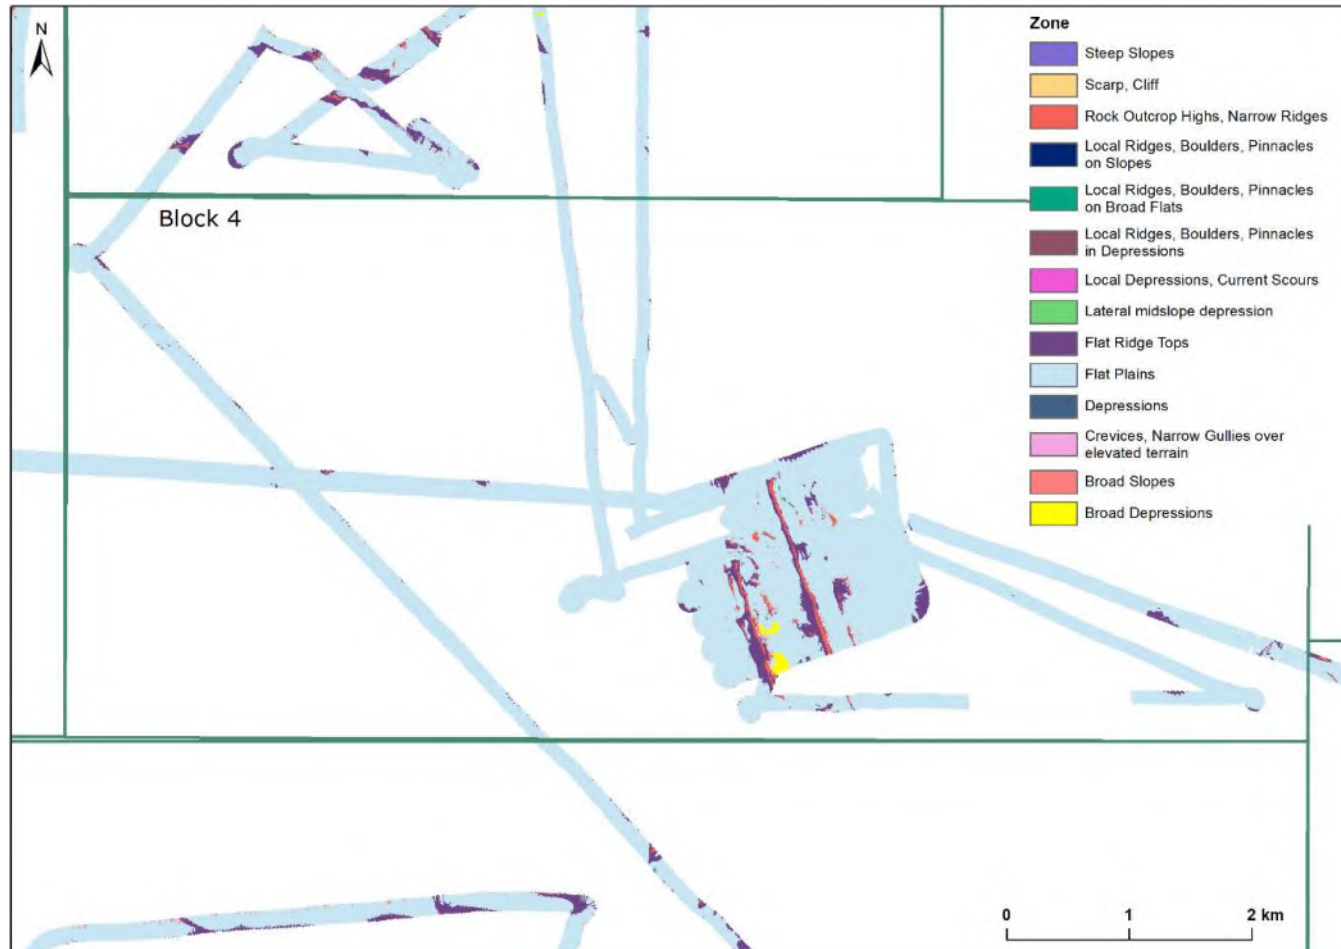 N
Block 4
Zone
Steep Slopes
Scarp, Cliff
Rock Outcrop Highs, Narrow Ridges
Local Ridges, Boulders, Pinnacles
on Slopes
Local Ridges, Boulders, Pinnacles
on Broad Flats
Local Ridges, Boulders, Pinnacles
in Depressions
Local Depressions, Current Scours
Lateral midslope depression
Flat Ridge Tops
Flat Plains
Depressions
Crevices, Narrow Gullies over
elevated terrain
Broad Slopes
Broad Depressions
0 1 2 km